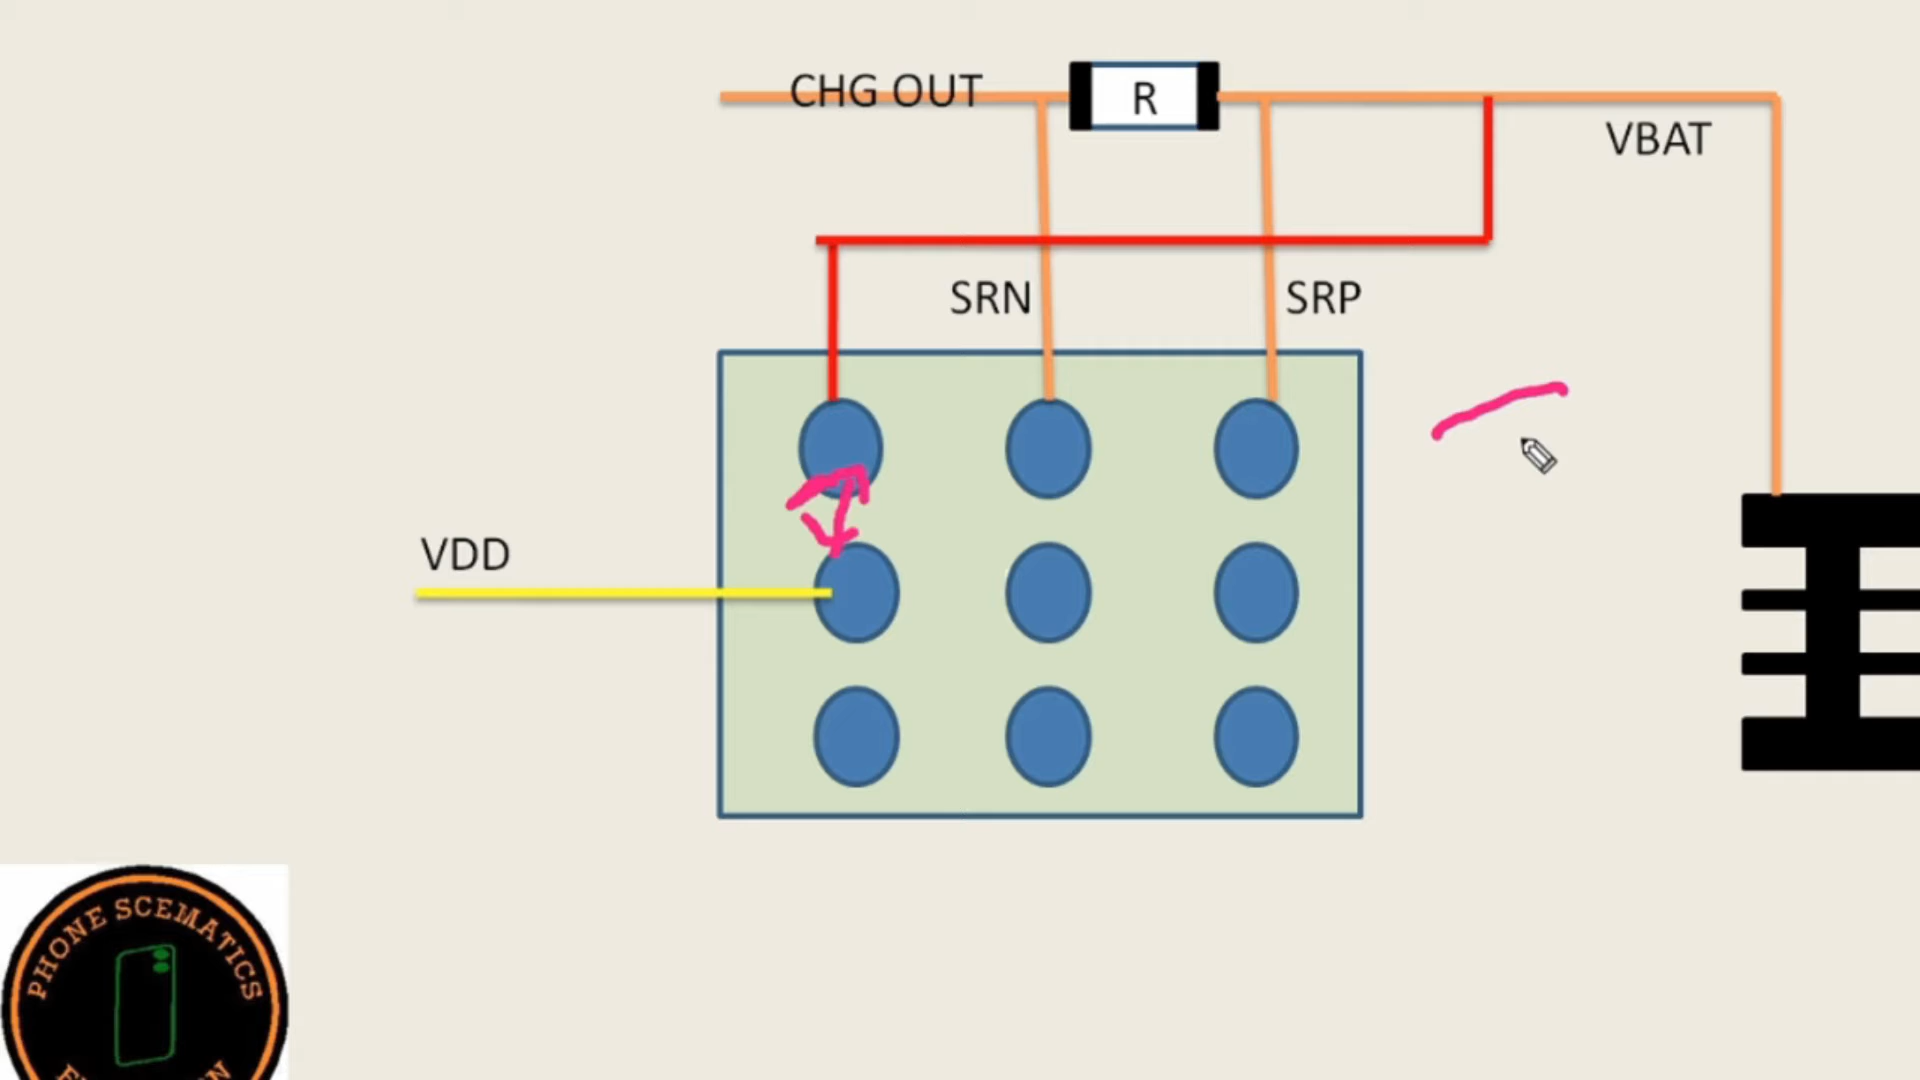 CHG OUT
R
VBAT
SRN
SRP
VDD
PHONE SCEMATICS